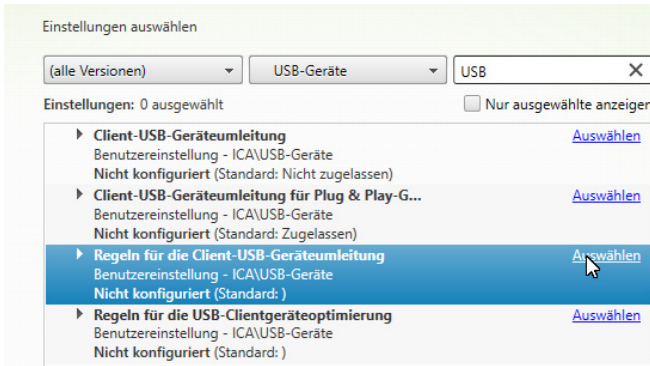 Einstellungen auswählen
(alle Versionen) USB-Geräte USB
Einstellungen: 0 ausgewählt Nur ausgewählte anzeigen
Client-USB-Geräteumleitung Auswählen
Benutzereinstellung - ICA\USB-Geräte
Nicht konfiguriert (Standard: Nicht zugelassen)
Client-USB-Geräteumleitung für Plug & Play-G... Auswählen
Benutzereinstellung - ICA\USB-Geräte
Nicht konfiguriert (Standard: Zugelassen)
Regeln für die Client-USB-Geräteumleitung Auswählen
Benutzereinstellung - ICA\USB-Geräte
Nicht konfiguriert (Standard: )
Regeln für die USB-Clientgeräteoptimierung Auswählen
Benutzereinstellung - ICA\USB-Geräte
Nicht konfiguriert (Standard: )